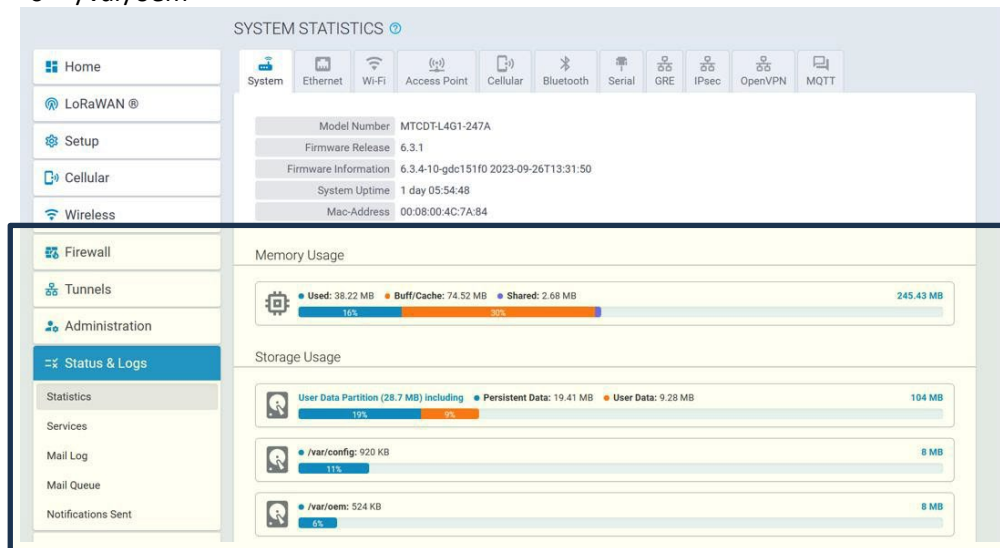 SYSTEM STATISTICS
Home
LoRaWAN ®
Setup
Cellular
Wireless
Firewall
Tunnels
Administration
Status & Logs
Statistics
Services
Mail Log
Mail Queue
Notifications Sent
System Ethernet Wi-Fi Access Point Cellular Bluetooth Serial GRE IPsec OpenVPN MQTT
Model Number MTCDT-L4G1-247A
Firmware Release 6.3.1
Firmware Information 6.3.4-10-gdc151f0 2023-09-26T13:31:50
System Uptime 1 day 05:54:48
Mac-Address 00:08:00:4C:7A:84
Memory Usage
Used: 38.22 MB Buff/Cache: 74.52 MB Shared: 2.68 MB 245.43 MB
16% 30%
Storage Usage
User Data Partition (28.7 MB) including Persistent Data: 19.41 MB User Data: 9.28 MB 104 MB
19% 9%
/var/config: 920 KB 8 MB
11%
/var/oem: 524 KB 8 MB
6%